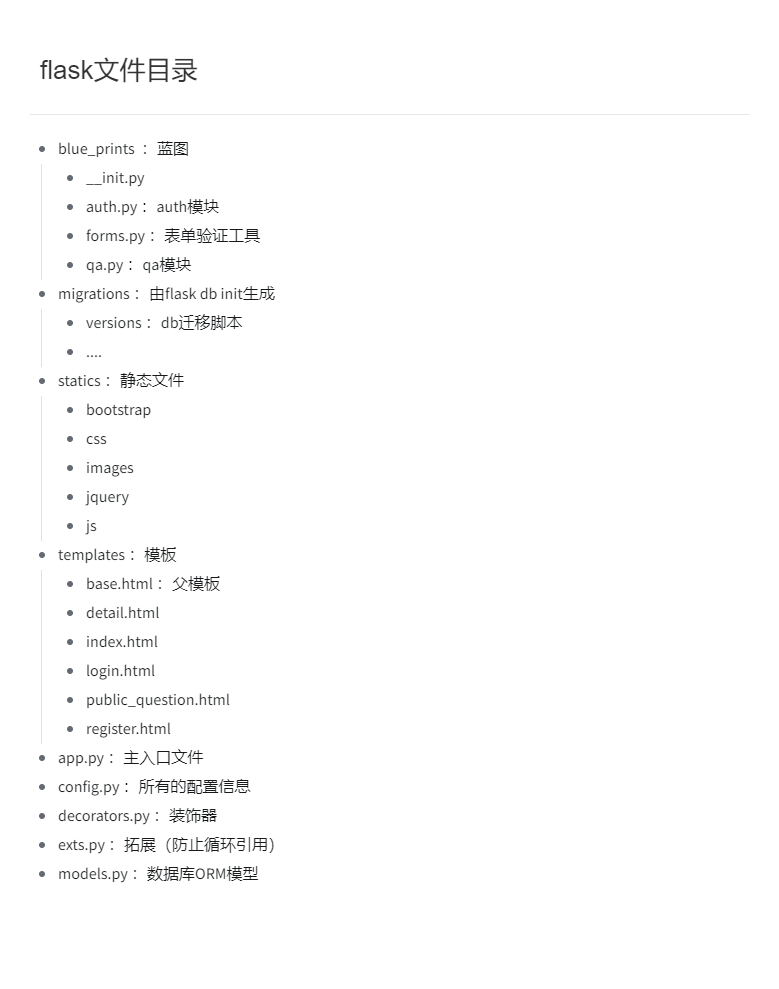 flask文件目录
blue_prints ： 蓝图
__init.py
auth.py： auth模块
forms.py： 表单验证工具
qa.py： qa模块
migrations： 由flask db init生成
versions： db迁移脚本
....
statics： 静态文件
bootstrap
css
images
jquery
js
templates： 模板
base.html： 父模板
detail.html
index.html
login.html
public_question.html
register.html
app.py： 主入口文件
config.py： 所有的配置信息
decorators.py： 装饰器
exts.py： 拓展（防止循环引用）
models.py： 数据库ORM模型